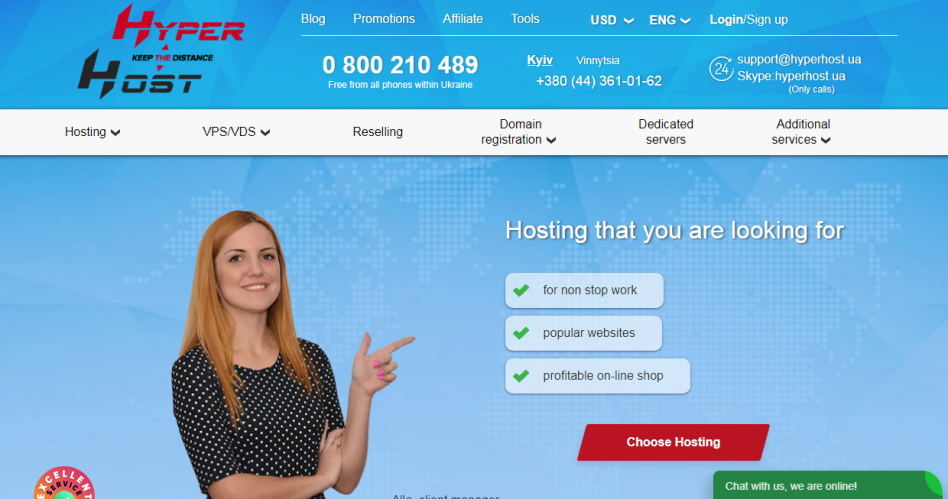 HYPER
KEEP THE DISTANCE
HOST
Blog Promotions Affiliate Tools USD ENG Login/Sign up
0 800 210 489
Free from all phones within Ukraine
Kyiv Vinnytsia
+380 (44) 361-01-62
24
support@hyperhost.ua
Skype:hyperhost.ua
(Only calls)
Hosting
VPS/VDS
Reselling
Domain
registration
Dedicated
servers
Additional
services
Hosting that you are looking for
for non stop work
popular websites
profitable on-line shop
Choose Hosting
EXCELLENT
SERVICE
Alla, client manager
Chat with us, we are online!